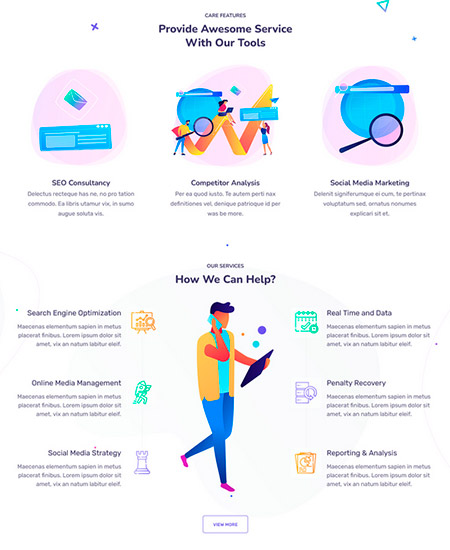 CARE FEATURES
Provide Awesome Service
With Our Tools
SEO Consultancy
Delectus recteque has ne, no pro tation
commodo. Ea libris utamur vix, in sumo
augue soluta vis.
Competitor Analysis
Per ea quod iusto. Te autem perti nax
definitiones vel, denique patrioque id per
was be more.
Social Media Marketing
Delenit signiferumque ei cum, te pertinax
voluptatum sed, ornatus nonumes
explicari sit et.
OUR SERVICES
How We Can Help?
Search Engine Optimization
Maecenas elementum sapien in metus
placerat finibus. Lorem ipsum dolor sit
amet, vix an natum labitur eleif.
Real Time and Data
Maecenas elementum sapien in metus
placerat finibus. Lorem ipsum dolor sit
amet, vix an natum labitur eleif.
Online Media Management
Maecenas elementum sapien in metus
placerat finibus. Lorem ipsum dolor sit
amet, vix an natum labitur eleif.
Penalty Recovery
Maecenas elementum sapien in metus
placerat finibus. Lorem ipsum dolor sit
amet, vix an natum labitur eleif.
Social Media Strategy
Maecenas elementum sapien in metus
placerat finibus. Lorem ipsum dolor sit
amet, vix an natum labitur eleif.
Reporting & Analysis
Maecenas elementum sapien in metus
placerat finibus. Lorem ipsum dolor sit
amet, vix an natum labitur eleif.
VIEW MORE